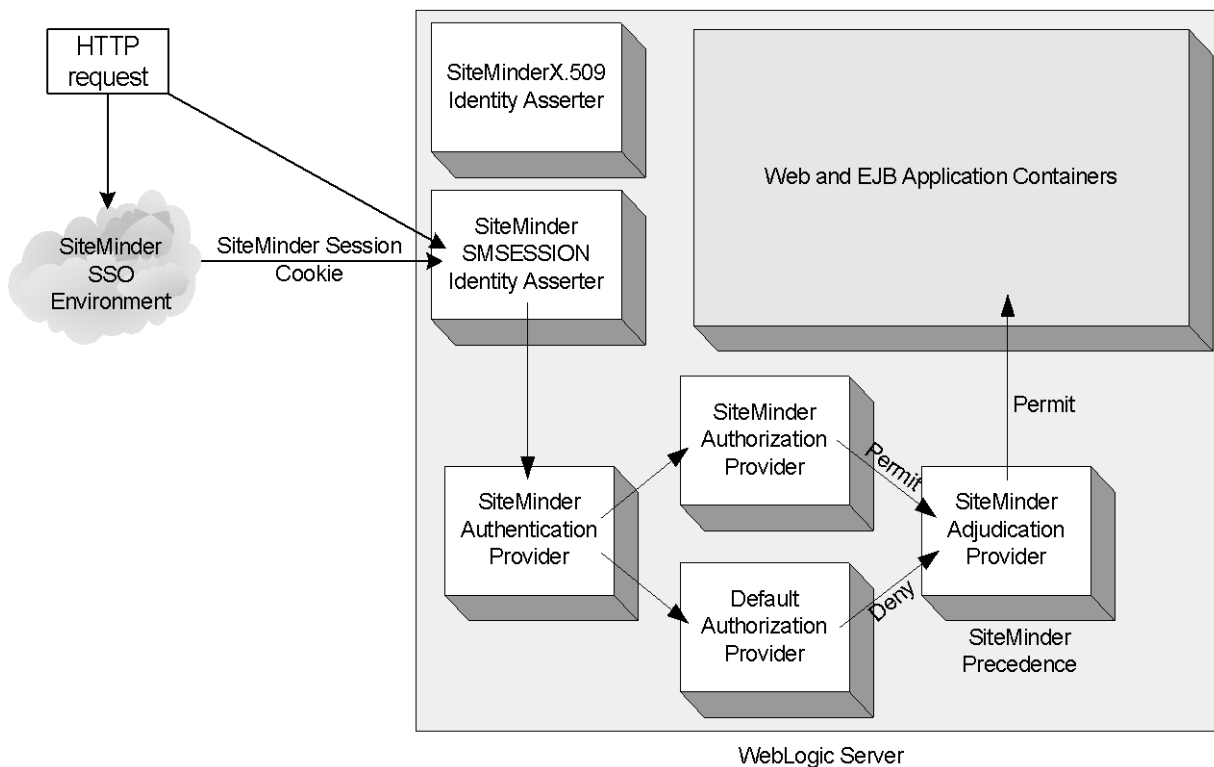 HTTP
request
SiteMinderX.509
Identity Asserter
Web and EJB Application Containers
SiteMinder
SSO
Environment
SiteMinder Session
Cookie
SiteMinder
SMSESSION
Identity Asserter
SiteMinder
Authorization
Provider
Permit
Permit
SiteMinder
Authentication
Provider
SiteMinder
Adjudication
Provider
Default
Authorization
Provider
Deny
SiteMinder
Precedence
WebLogic Server